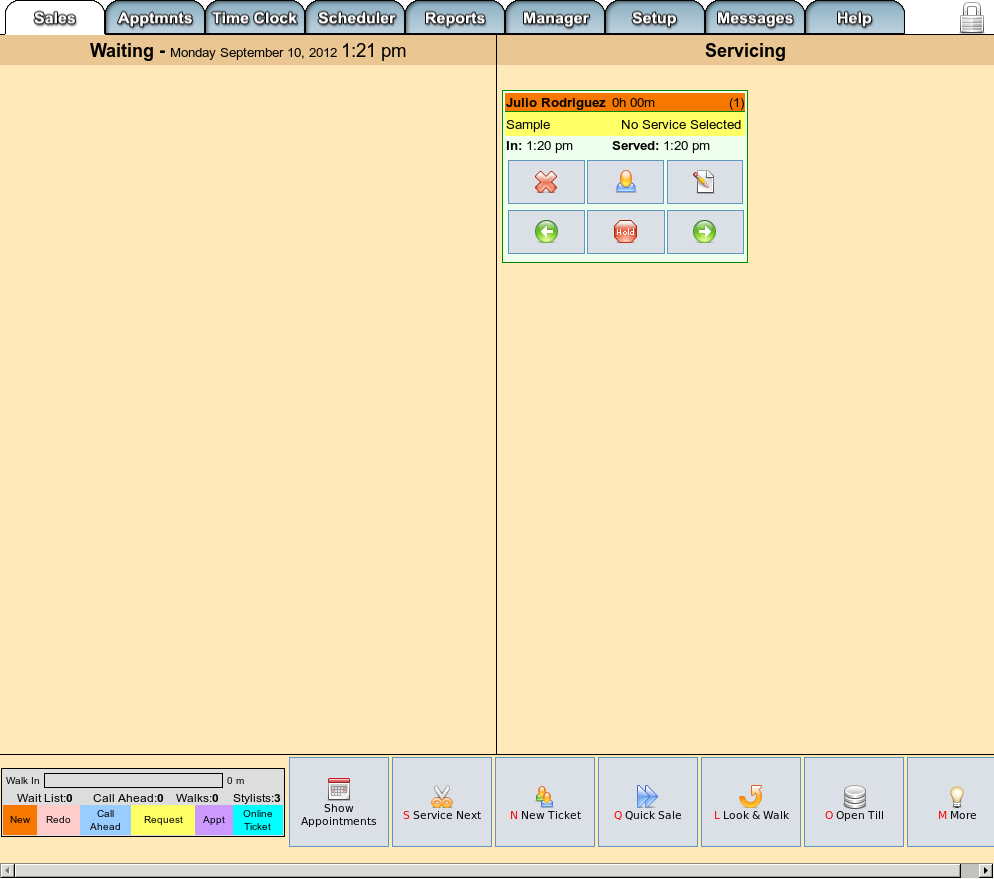 Sales Apptmnts Time Clock Scheduler Reports Manager Setup Messages Help
Waiting - Monday September 10, 2012 1:21 pm
Servicing
Julio Rodriguez 0h 00m (1)
Sample No Service Selected
In: 1:20 pm Served: 1:20 pm
Hold
Walk In 0 m
Wait List:0 Call Ahead:0 Walks:0 Stylists:3
New Redo Call Ahead Request Appt Online Ticket
Show
Appointments
S Service Next
N New Ticket
Q Quick Sale
L Look & Walk
O Open Till
M More